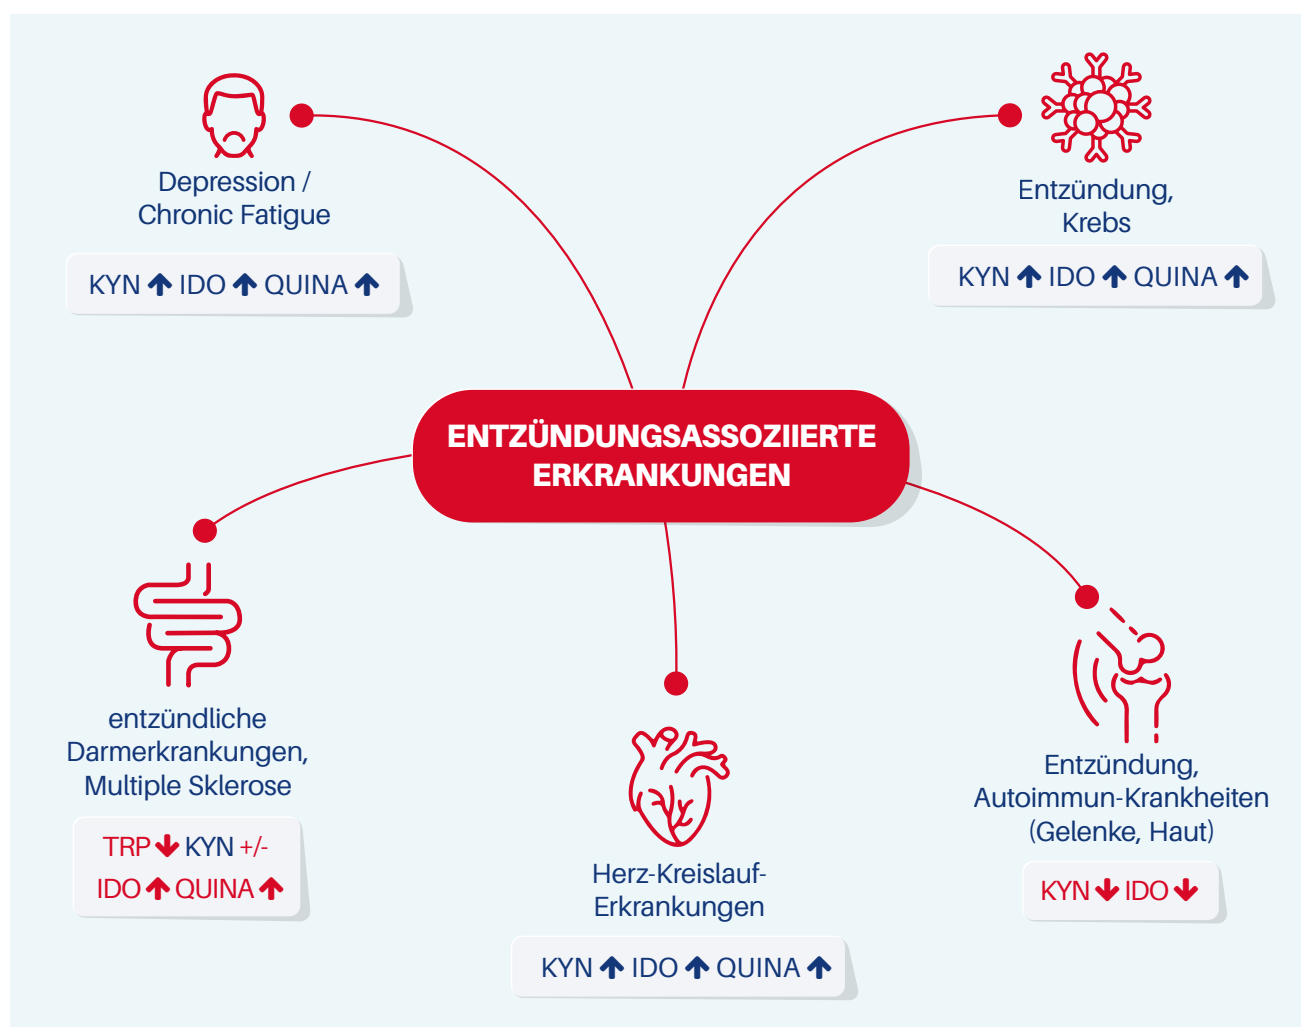 Depression /
Chronic Fatigue
KYN ↑ IDO ↑ QUINA ↑
Entzündung,
Krebs
KYN ↑ IDO ↑ QUINA ↑
ENTZÜNDUNGSASSOZIIERTE
ERKRANKUNGEN
entzündliche
Darmerkrankungen,
Multiple Sklerose
TRP ↓ KYN +/-
IDO ↑ QUINA ↑
Herz-Kreislauf-
Erkrankungen
KYN ↑ IDO ↑ QUINA ↑
Entzündung,
Autoimmun-Krankheiten
(Gelenke, Haut)
KYN ↓ IDO ↓